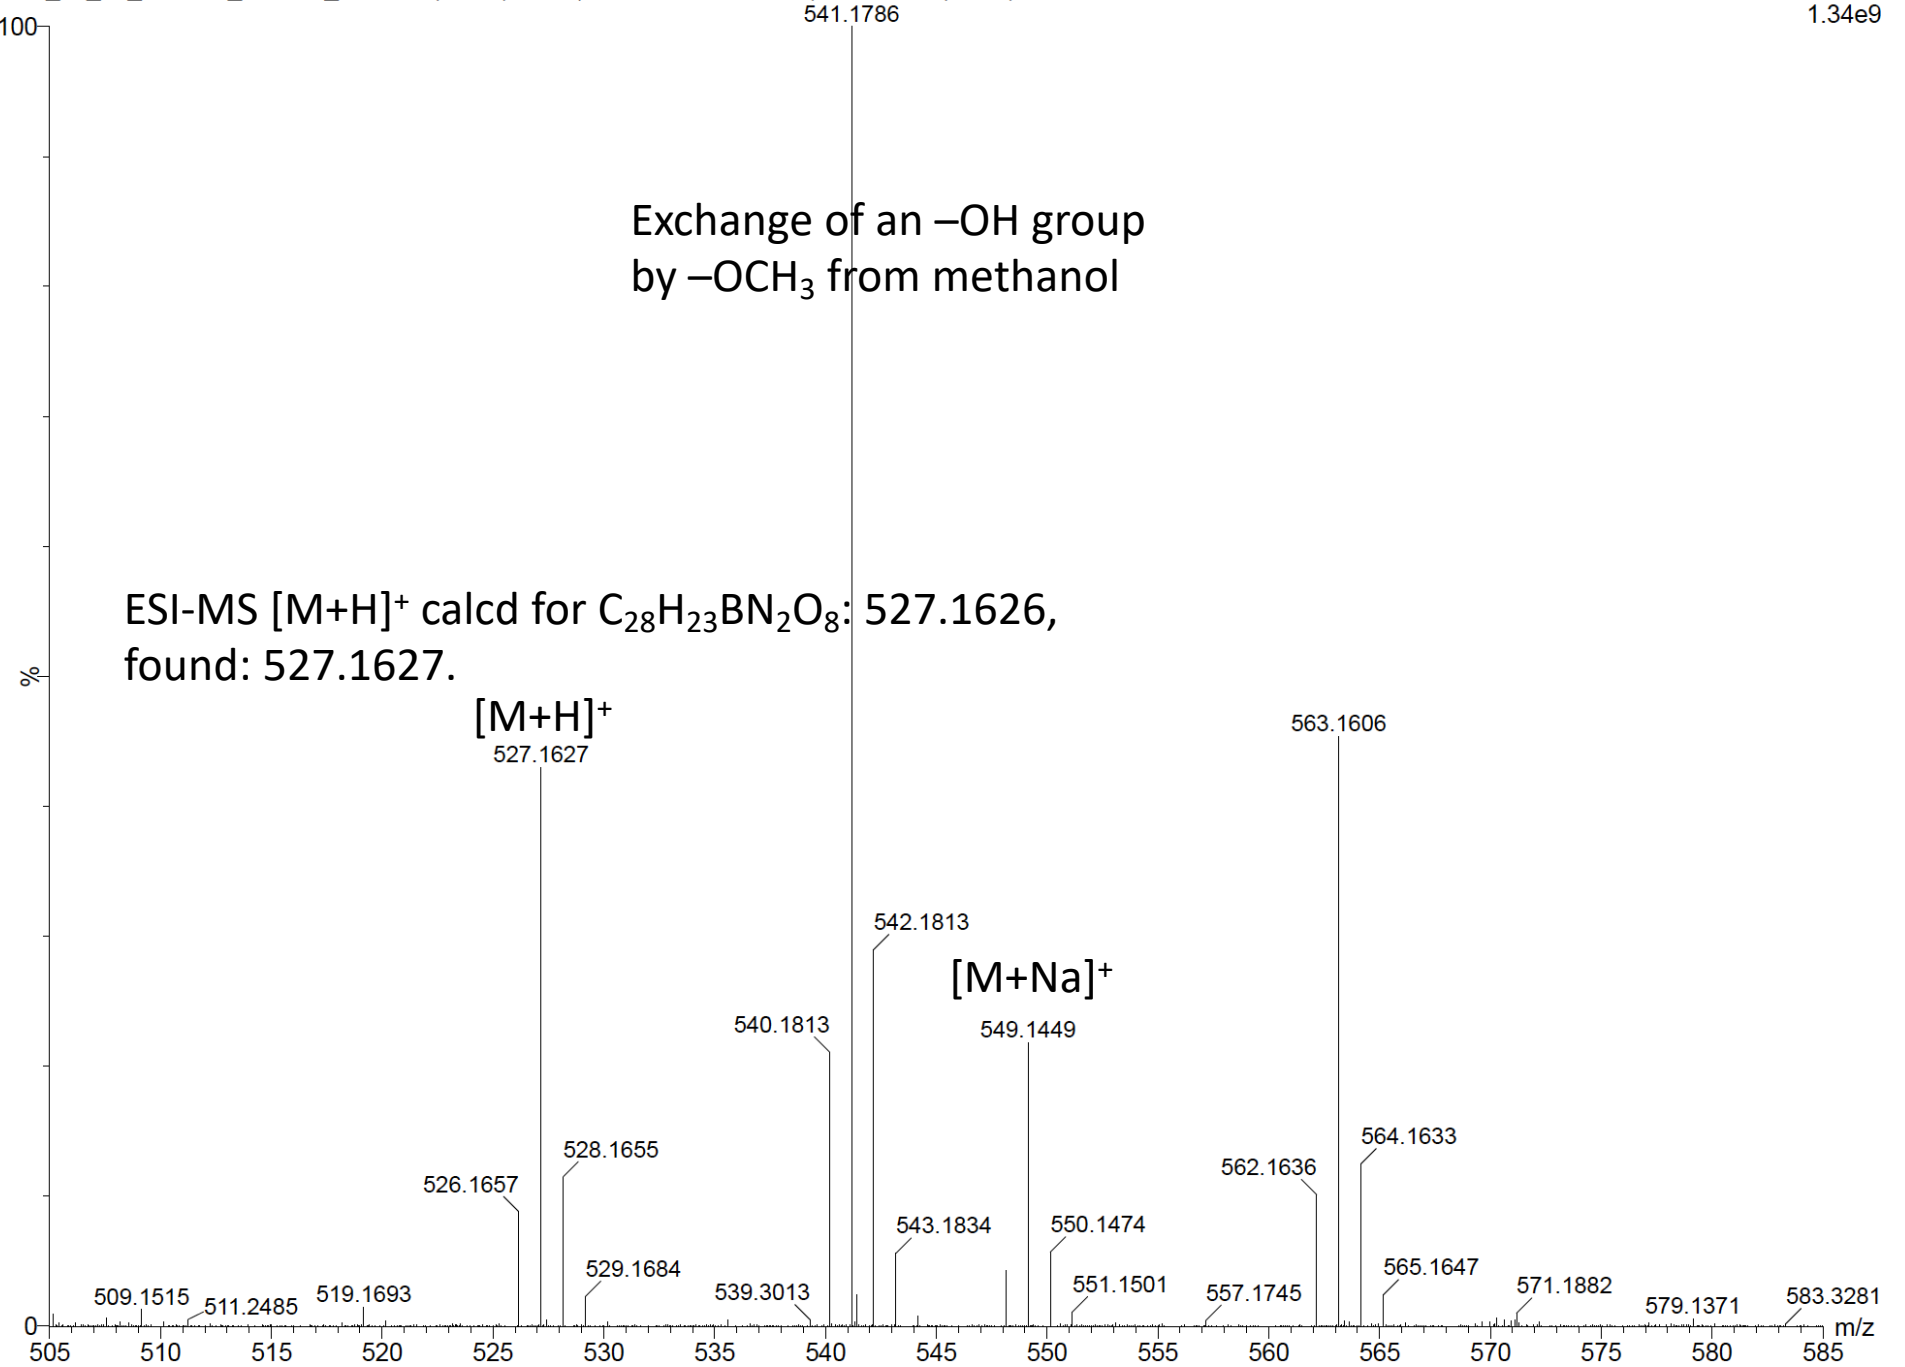 541.1786
1.34e9
100
Exchange of an –OH group
by –OCH₃ from methanol
ESI-MS [M+H]⁺ calcd for C₂₈H₂₃BN₂O₈: 527.1626,
found: 527.1627.
%
[M+H]⁺
527.1627
563.1606
542.1813
[M+Na]⁺
540.1813
549.1449
528.1655
564.1633
562.1636
526.1657
543.1834
550.1474
529.1684
565.1647
539.3013
551.1501
571.1882
509.1515
519.1693
557.1745
583.3281
511.2485
579.1371
0
m/z
505 510 515 520 525 530 535 540 545 550 555 560 565 570 575 580 585